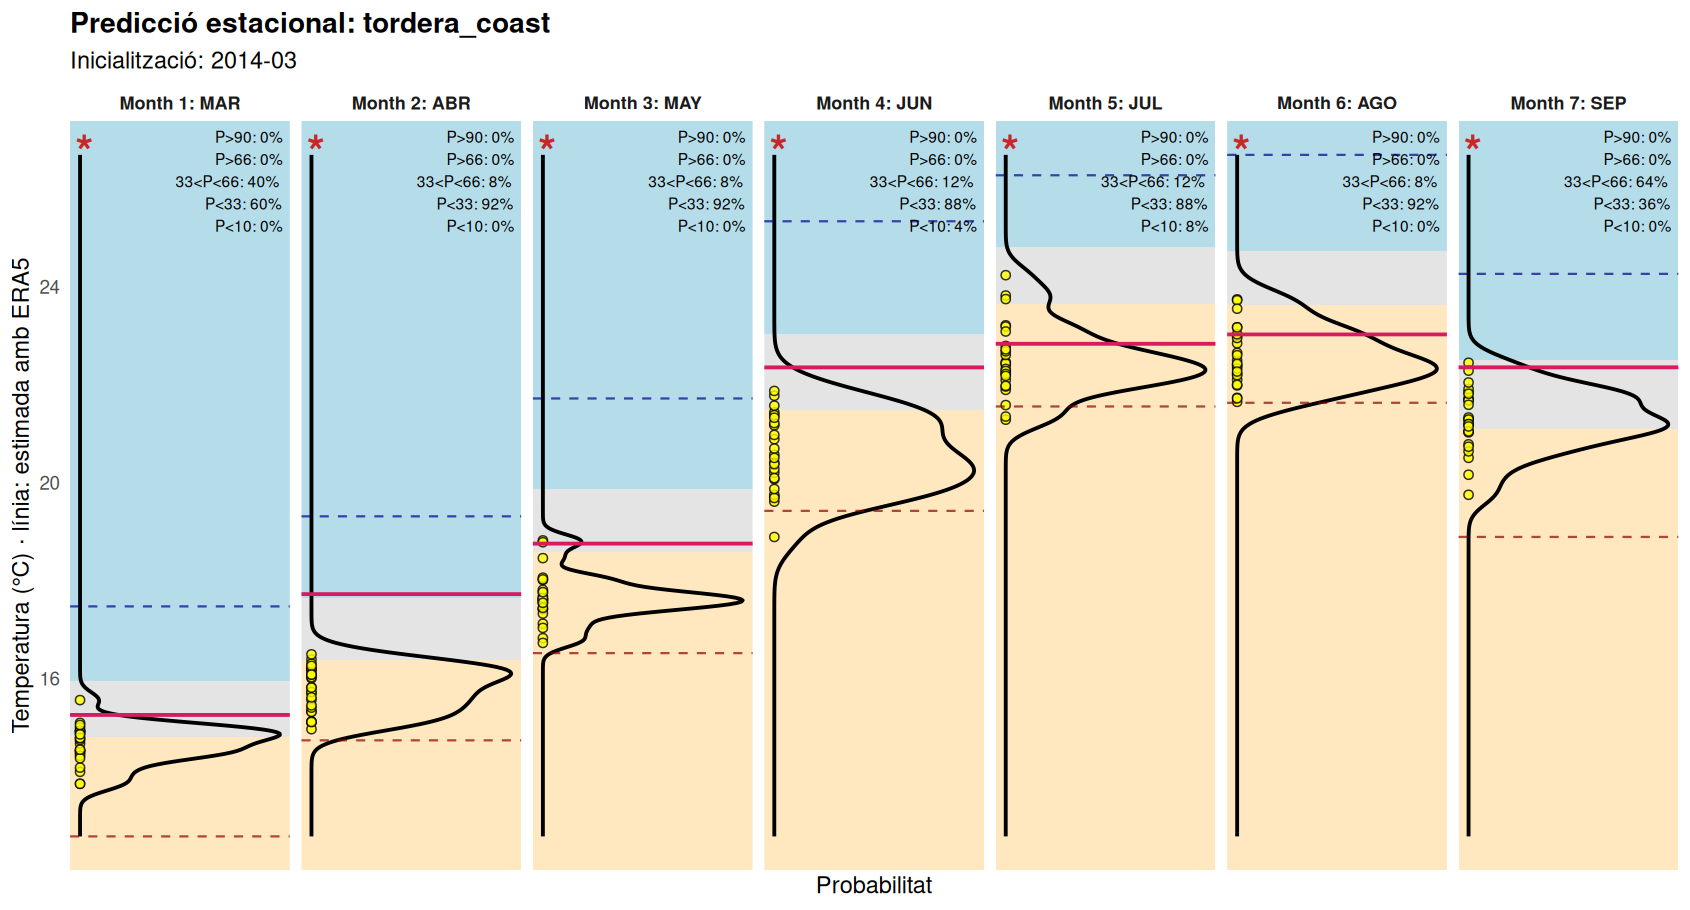 Predicció estacional: tordera_coast
Inicialització: 2014-03
Month 1: MAR
Month 2: ABR
Month 3: MAY
Month 4: JUN
Month 5: JUL
Month 6: AGO
Month 7: SEP
*
P>90: 0%
P>66: 0%
33<P<66: 40%
P<33: 60%
P<10: 0%
*
P>90: 0%
P>66: 0%
33<P<66: 8%
P<33: 92%
P<10: 0%
*
P>90: 0%
P>66: 0%
33<P<66: 8%
P<33: 92%
P<10: 0%
*
P>90: 0%
P>66: 0%
33<P<66: 12%
P<33: 88%
P<10: 4%
*
P>90: 0%
P>66: 0%
33<P<66: 12%
P<33: 88%
P<10: 8%
*
P>90: 0%
P>66: 0%
33<P<66: 8%
P<33: 92%
P<10: 0%
*
P>90: 0%
P>66: 0%
33<P<66: 64%
P<33: 36%
P<10: 0%
Temperatura (°C) · línia: estimada amb ERA5
24
20
16
Probabilitat